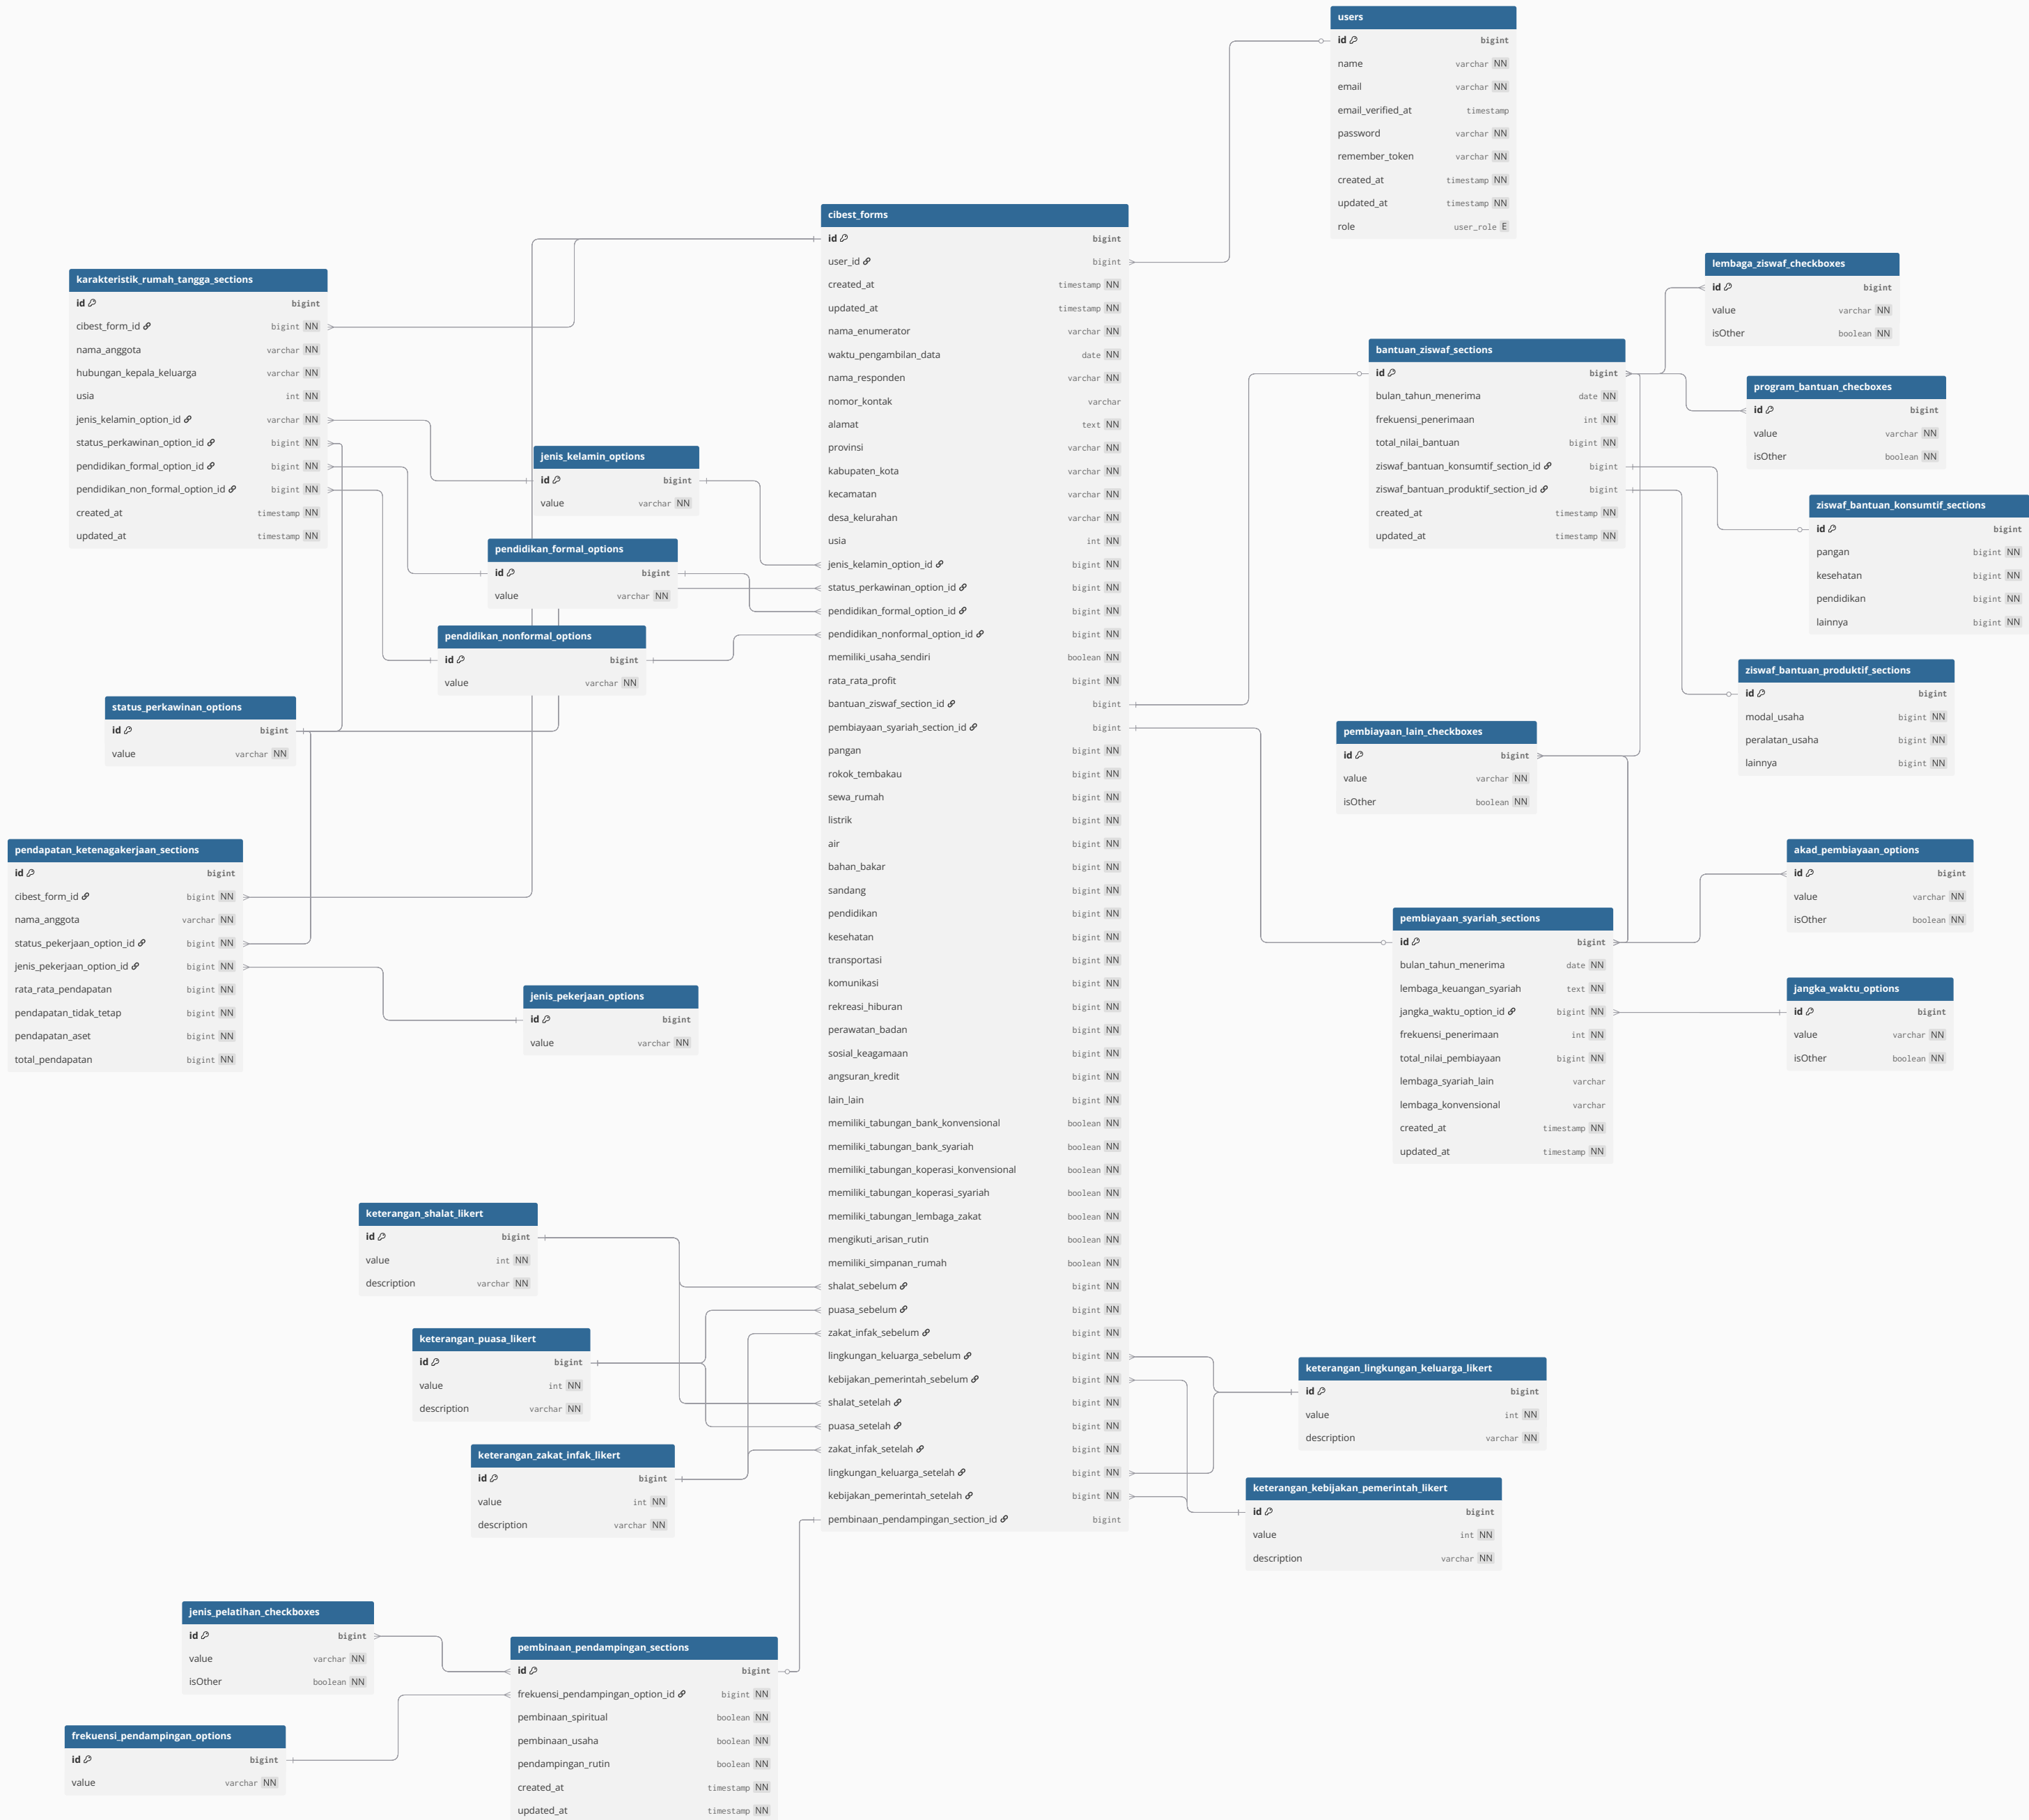 users
id bigint
name varchar NN
email varchar NN
email_verified_at timestamp
password varchar NN
remember_token varchar NN
created_at timestamp NN
updated_at timestamp NN
role user_role E
cibest_forms
id bigint
user_id bigint
created_at timestamp NN
updated_at timestamp NN
nama_enumerator varchar NN
waktu_pengambilan_data date NN
nama_responden varchar NN
nomor_kontak varchar
alamat text NN
provinsi varchar NN
kabupaten_kota varchar NN
kecamatan varchar NN
desa_kelurahan varchar NN
usia int NN
jenis_kelamin_option_id bigint NN
status_perkawinan_option_id bigint NN
pendidikan_formal_option_id bigint NN
pendidikan_nonformal_option_id bigint NN
memiliki_usaha_sendiri boolean NN
rata_rata_profit bigint NN
bantuan_ziswaf_section_id bigint
pembiayaan_syariah_section_id bigint
pangan bigint NN
rokok_tembakau bigint NN
sewa_rumah bigint NN
listrik bigint NN
air bigint NN
bahan_bakar bigint NN
sandang bigint NN
pendidikan bigint NN
kesehatan bigint NN
transportasi bigint NN
komunikasi bigint NN
rekreasi_hiburan bigint NN
perawatan_badan bigint NN
sosial_keagamaan bigint NN
angsuran_kredit bigint NN
lain_lain bigint NN
memiliki_tabungan_bank_konvensional boolean NN
memiliki_tabungan_bank_syariah boolean NN
memiliki_tabungan_koperasi_konvensional boolean NN
memiliki_tabungan_koperasi_syariah boolean NN
memiliki_tabungan_lembaga_zakat boolean NN
mengikuti_arisan_rutin boolean NN
memiliki_simpanan_rumah boolean NN
shalat_sebelum bigint NN
puasa_sebelum bigint NN
zakat_infak_sebelum bigint NN
lingkungan_keluarga_sebelum bigint NN
kebijakan_pemerintah_sebelum bigint NN
shalat_setelah bigint NN
puasa_setelah bigint NN
zakat_infak_setelah bigint NN
lingkungan_keluarga_setelah bigint NN
kebijakan_pemerintah_setelah bigint NN
pembinaan_pendampingan_section_id bigint
karakteristik_rumah_tangga_sections
id bigint
cibest_form_id bigint NN
nama_anggota varchar NN
hubungan_kepala_keluarga varchar NN
usia int NN
jenis_kelamin_option_id varchar NN
status_perkawinan_option_id bigint NN
pendidikan_formal_option_id bigint NN
pendidikan_non_formal_option_id bigint NN
created_at timestamp NN
updated_at timestamp NN
jenis_kelamin_options
id bigint
value varchar NN
pendidikan_formal_options
id bigint
value varchar NN
pendidikan_nonformal_options
id bigint
value varchar NN
status_perkawinan_options
id bigint
value varchar NN
pendapatan_ketenagakerjaan_sections
id bigint
cibest_form_id bigint NN
nama_anggota varchar NN
status_pekerjaan_option_id bigint NN
jenis_pekerjaan_option_id bigint NN
rata_rata_pendapatan bigint NN
pendapatan_tidak_tetap bigint NN
pendapatan_aset bigint NN
total_pendapatan bigint NN
jenis_pekerjaan_options
id bigint
value varchar NN
lembaga_ziswaf_checkboxes
id bigint
value varchar NN
isOther boolean NN
bantuan_ziswaf_sections
id bigint
bulan_tahun_menerima date NN
frekuensi_penerimaan int NN
total_nilai_bantuan bigint NN
ziswaf_bantuan_konsumtif_section_id bigint
ziswaf_bantuan_produktif_section_id bigint
created_at timestamp NN
updated_at timestamp NN
program_bantuan_checboxes
id bigint
value varchar NN
isOther boolean NN
ziswaf_bantuan_konsumtif_sections
id bigint
pangan bigint NN
kesehatan bigint NN
pendidikan bigint NN
lainnya bigint NN
ziswaf_bantuan_produktif_sections
id bigint
modal_usaha bigint NN
peralatan_usaha bigint NN
lainnya bigint NN
pembiayaan_lain_checkboxes
id bigint
value varchar NN
isOther boolean NN
akad_pembiayaan_options
id bigint
value varchar NN
isOther boolean NN
pembiayaan_syariah_sections
id bigint
bulan_tahun_menerima date NN
lembaga_keuangan_syariah text NN
jangka_waktu_option_id bigint NN
frekuensi_penerimaan int NN
total_nilai_pembiayaan bigint NN
lembaga_syariah_lain varchar
lembaga_konvensional varchar
created_at timestamp NN
updated_at timestamp NN
jangka_waktu_options
id bigint
value varchar NN
isOther boolean NN
keterangan_shalat_likert
id bigint
value int NN
description varchar NN
keterangan_puasa_likert
id bigint
value int NN
description varchar NN
keterangan_zakat_infak_likert
id bigint
value int NN
description varchar NN
keterangan_lingkungan_keluarga_likert
id bigint
value int NN
description varchar NN
keterangan_kebijakan_pemerintah_likert
id bigint
value int NN
description varchar NN
jenis_pelatihan_checkboxes
id bigint
value varchar NN
isOther boolean NN
pembinaan_pendampingan_sections
id bigint
frekuensi_pendampingan_option_id bigint NN
pembinaan_spiritual boolean NN
pembinaan_usaha boolean NN
pendampingan_rutin boolean NN
created_at timestamp NN
updated_at timestamp NN
frekuensi_pendampingan_options
id bigint
value varchar NN